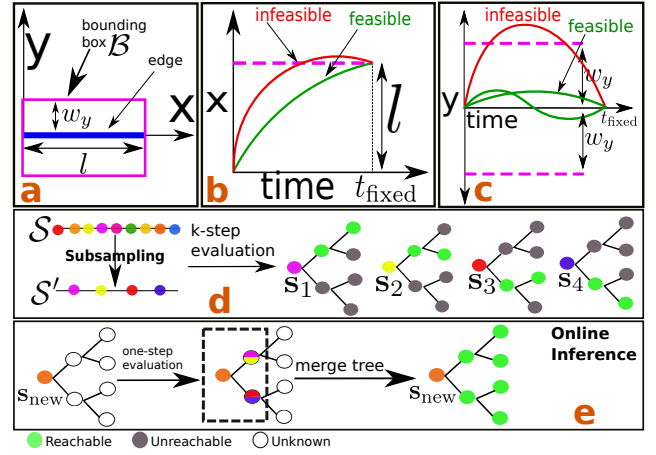 bounding
box B
y
edge
w_y
x
l
a
infeasible
feasible
x
l
b
time
t_fixed
infeasible
feasible
w_y
y
time
t_fixed
w_y
c
S
Subsampling
S'
k-step
evaluation
d
s_1
s_2
s_3
s_4
one-step
evaluation
merge tree
Online
Inference
s_new
s_new
e
Reachable
Unreachable
Unknown